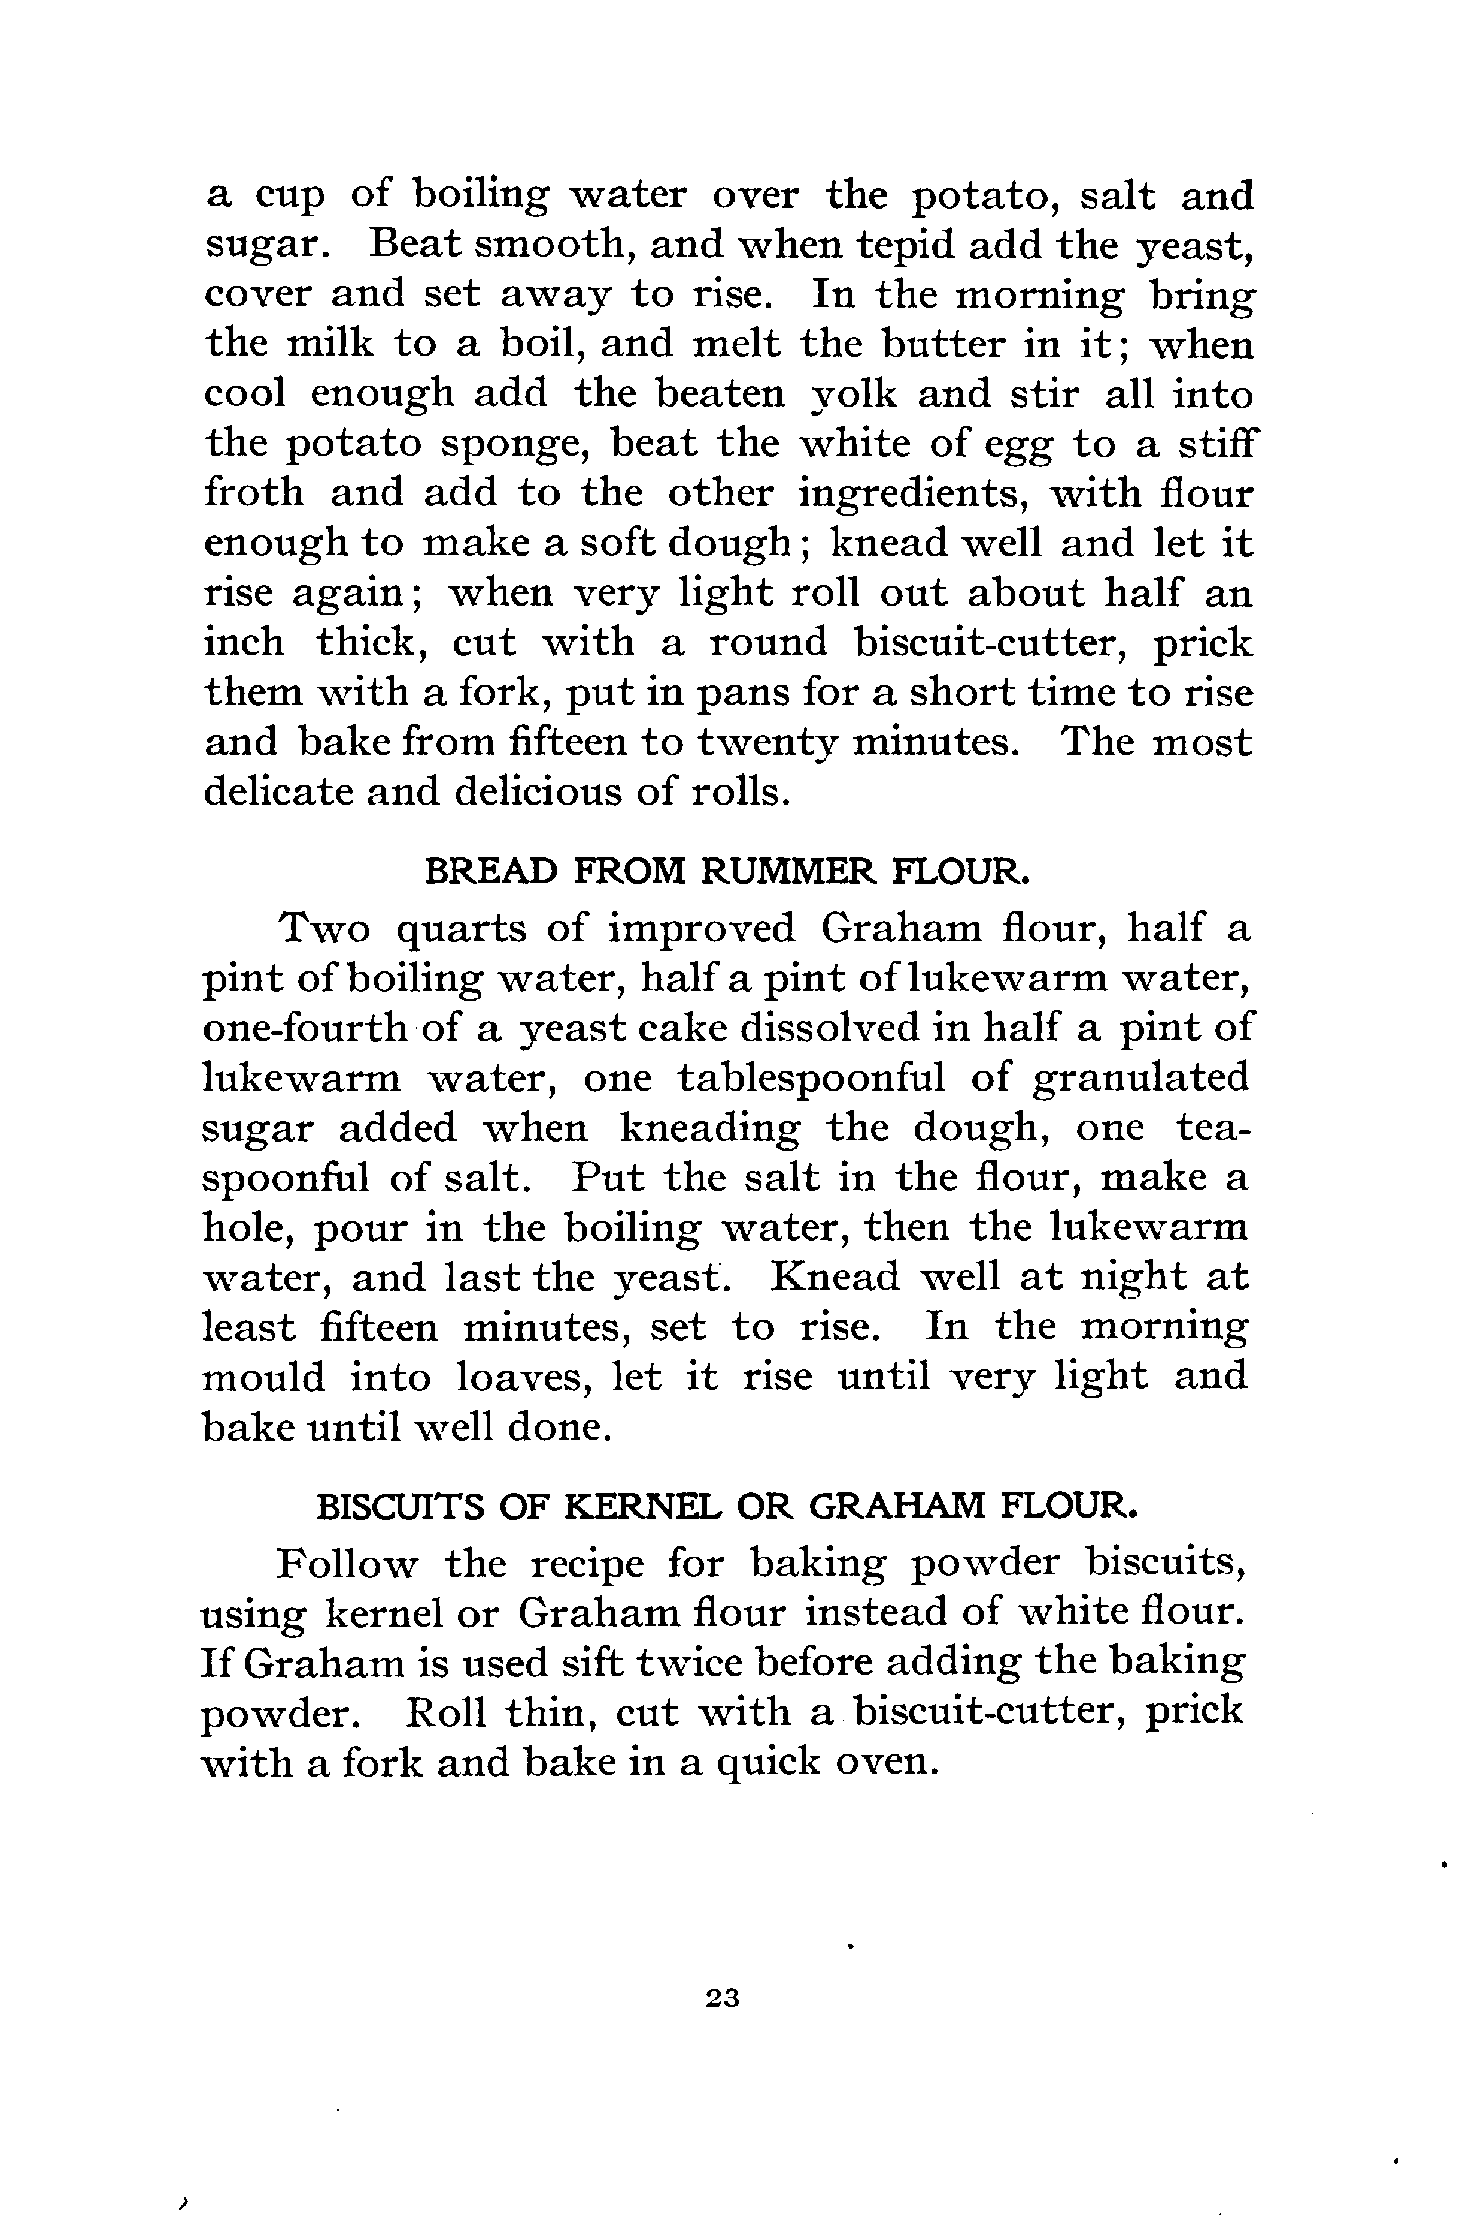 a cup of boiling water over the potato, salt and
sugar. Beat smooth, and when tepid add the yeast,
cover and set away to rise. In the morning bring
the milk to a boil, and melt the butter in it; when
cool enough add the beaten yolk and stir all into
the potato sponge, beat the white of egg to a stiff
froth and add to the other ingredients, with flour
enough to make a soft dough; knead well and let it
rise again; when very light roll out about half an
inch thick, cut with a round biscuit-cutter, prick
them with a fork, put in pans for a short time to rise
and bake from fifteen to twenty minutes. The most
delicate and delicious of rolls.
BREAD FROM RUMMER FLOUR.
Two quarts of improved Graham flour, half a
pint of boiling water, half a pint of lukewarm water,
one-fourth of a yeast cake dissolved in half a pint of
lukewarm water, one tablespoonful of granulated
sugar added when kneading the dough, one tea-
spoonful of salt. Put the salt in the flour, make a
hole, pour in the boiling water, then the lukewarm
water, and last the yeast. Knead well at night at
least fifteen minutes, set to rise. In the morning
mould into loaves, let it rise until very light and
bake until well done.
BISCUITS OF KERNEL OR GRAHAM FLOUR.
Follow the recipe for baking powder biscuits,
using kernel or Graham flour instead of white flour.
If Graham is used sift twice before adding the baking
powder. Roll thin, cut with a biscuit-cutter, prick
with a fork and bake in a quick oven.
23